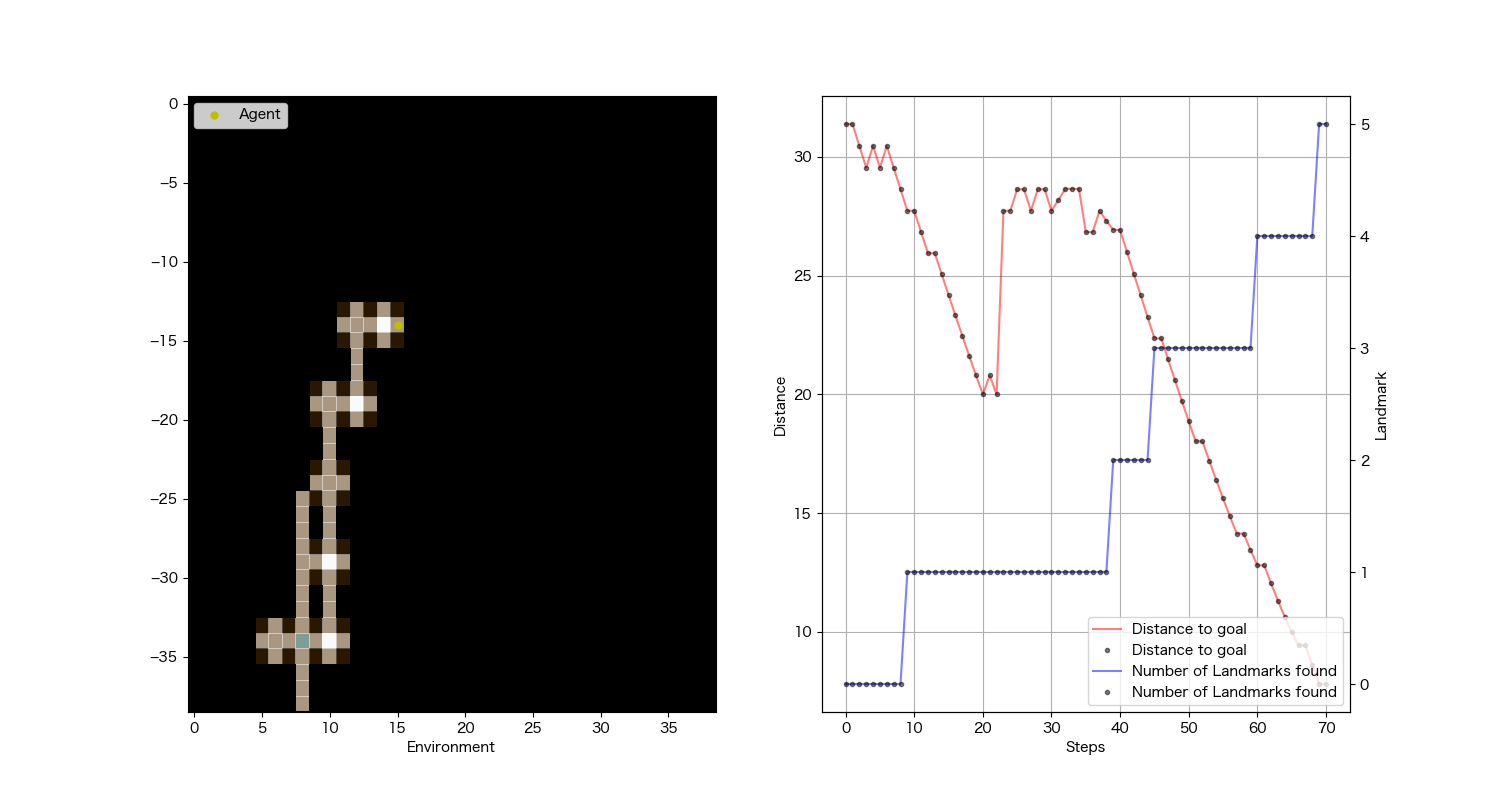 Agent
0
−5
−10
−15
−20
−25
−30
−35
0 5 10 15 20 25 30 35
Environment
Distance
30
25
20
15
10
0 10 20 30 40 50 60 70
Steps
5
4
3
2
1
0
Landmark
Distance to goal
Distance to goal
Number of Landmarks found
Number of Landmarks found